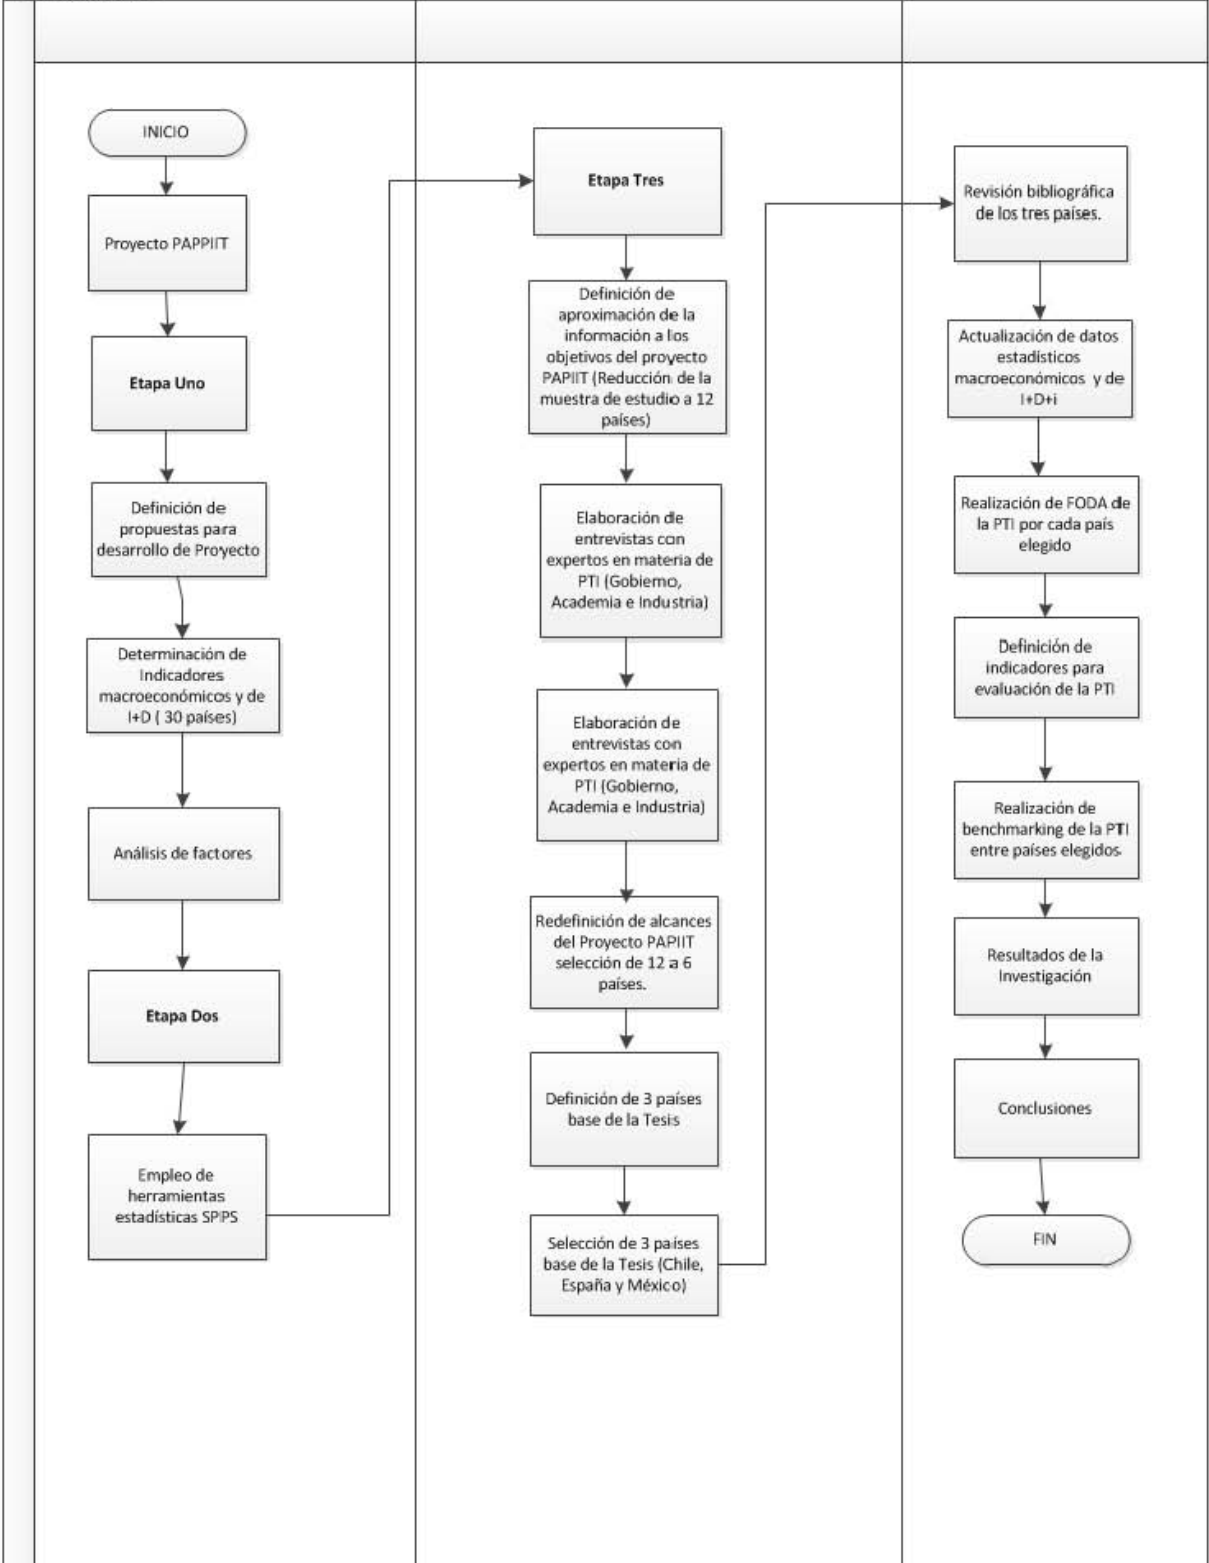 INICIO
Proyecto PAPPIIT
Etapa Uno
Definición de
propuestas para
desarrollo de Proyecto
Determinación de
Indicadores
macroeconómicos y de
I+D ( 30 países)
Análisis de factores
Etapa Dos
Empleo de
herramientas
estadísticas SPPS
Etapa Tres
Definición de
aproximación de la
información a los
objetivos del proyecto
PAPIIT (Reducción de la
muestra de estudio a 12
países)
Elaboración de
entrevistas con
expertos en materia de
PTI (Gobierno,
Academia e Industria)
Elaboración de
entrevistas con
expertos en materia de
PTI (Gobierno,
Academia e Industria)
Redefinición de alcances
del Proyecto PAPIIT
selección de 12 a 6
países.
Definición de 3 países
base de la Tesis
Selección de 3 países
base de la Tesis (Chile,
España y México)
Revisión bibliográfica
de los tres países.
Actualización de datos
estadísticos
macroeconómicos y de
I+D+i
Realización de FODA de
la PTI por cada país
elegido
Definición de
indicadores para
evaluación de la PTI
Realización de
benchmarking de la PTI
entre países elegidos.
Resultados de la
Investigación
Conclusiones
FIN